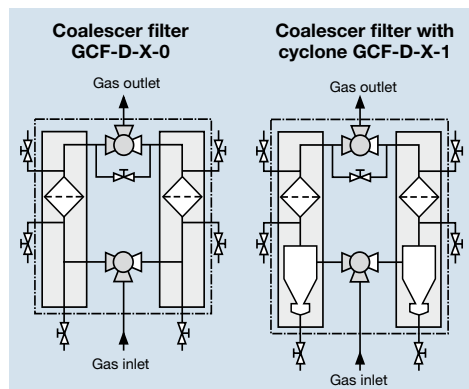 Coalescer filter
GCF-D-X-0
Gas outlet
Gas inlet
Coalescer filter with
cyclone GCF-D-X-1
Gas outlet
Gas inlet